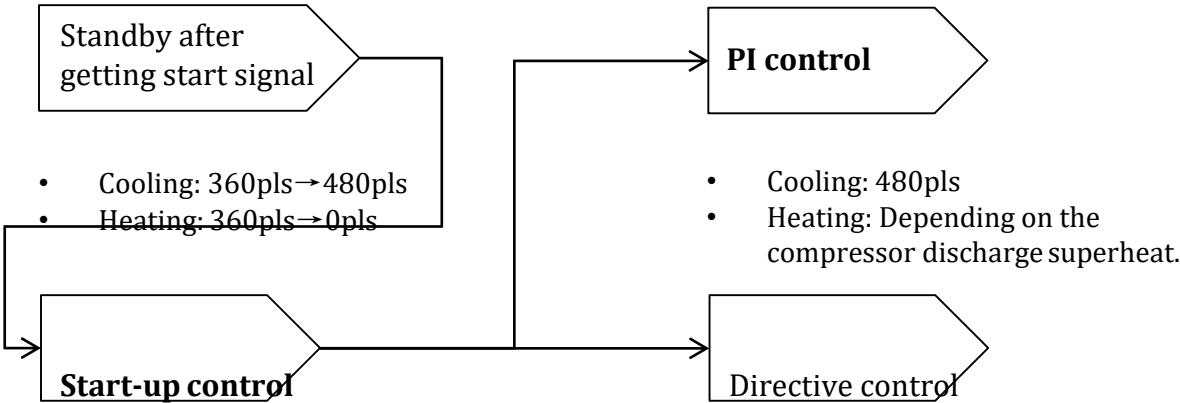 Standby after
getting start signal
PI control
• Cooling: 360pls→480pls
• Heating: 360pls→0pls
• Cooling: 480pls
• Heating: Depending on the
compressor discharge superheat.
Start-up control
Directive control